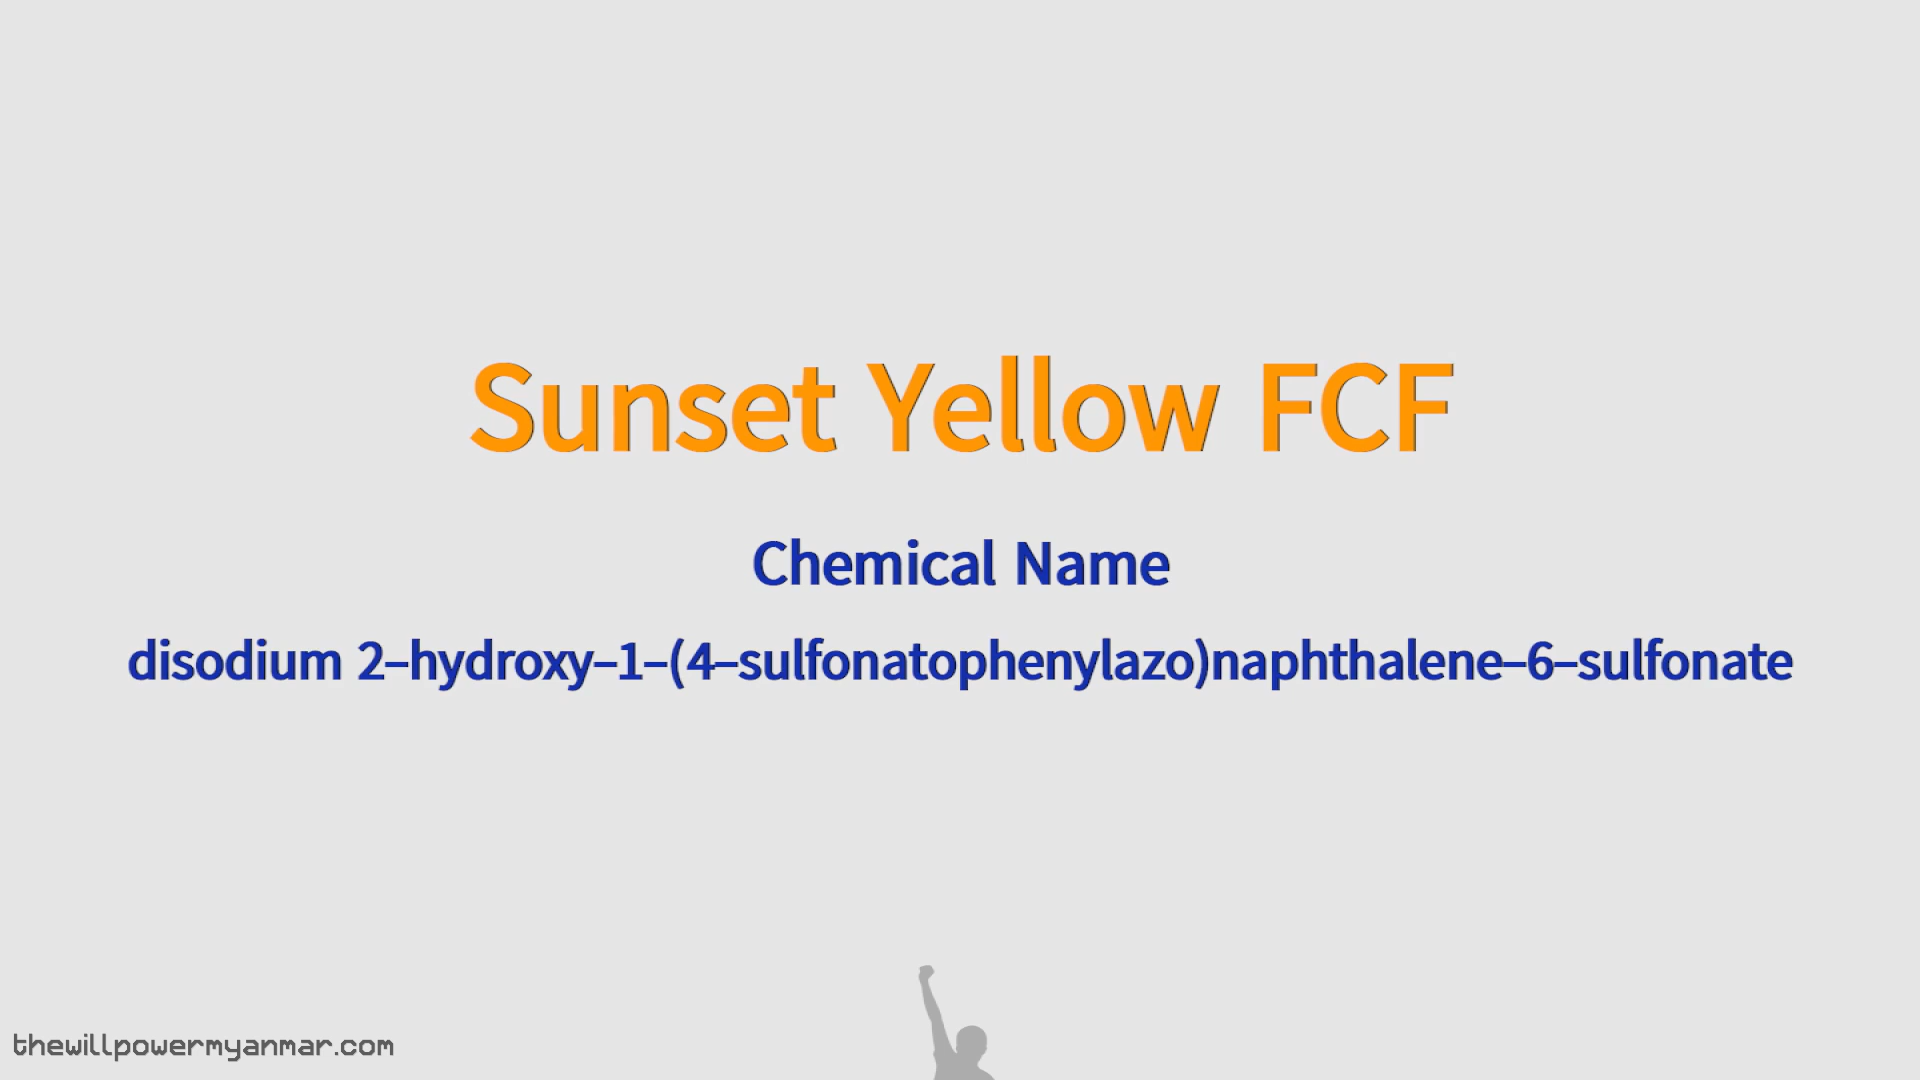 Sunset Yellow FCF
Chemical Name
disodium 2–hydroxy–1–(4–sulfonatophenylazo)naphthalene–6–sulfonate
thewillpowermyanmar.com